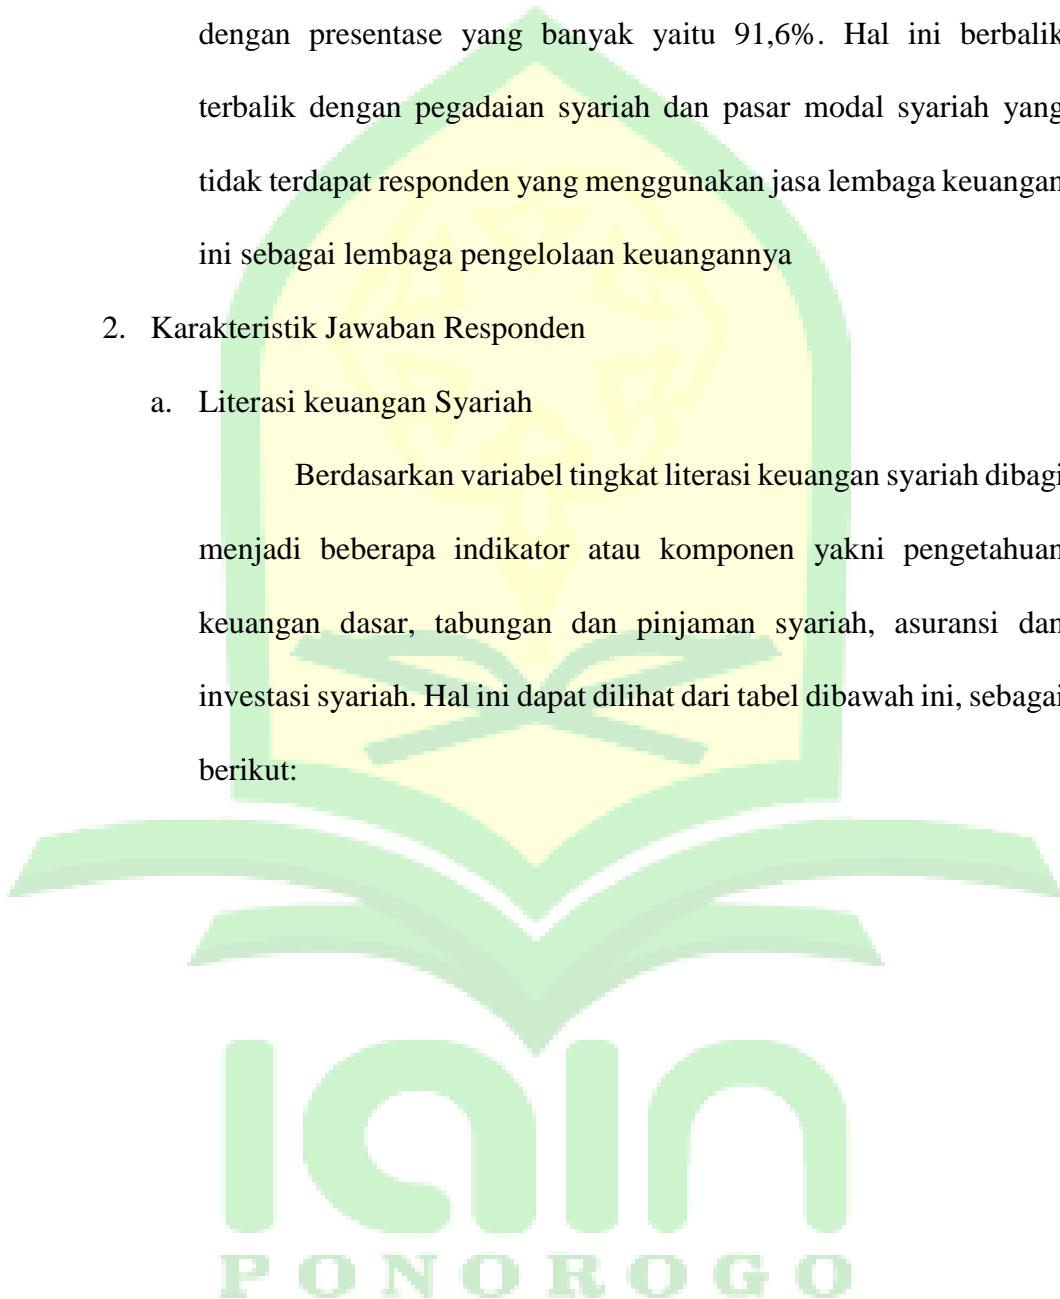 dengan presentase yang banyak yaitu 91,6%. Hal ini berbalik
terbalik dengan pegadaian syariah dan pasar modal syariah yang
tidak terdapat responden yang menggunakan jasa lembaga keuangan
ini sebagai lembaga pengelolaan keuangannya
2. Karakteristik Jawaban Responden
a. Literasi keuangan Syariah
Berdasarkan variabel tingkat literasi keuangan syariah dibagi
menjadi beberapa indikator atau komponen yakni pengetahuan
keuangan dasar, tabungan dan pinjaman syariah, asuransi dan
investasi syariah. Hal ini dapat dilihat dari tabel dibawah ini, sebagai
berikut:
iain
PONOROGO